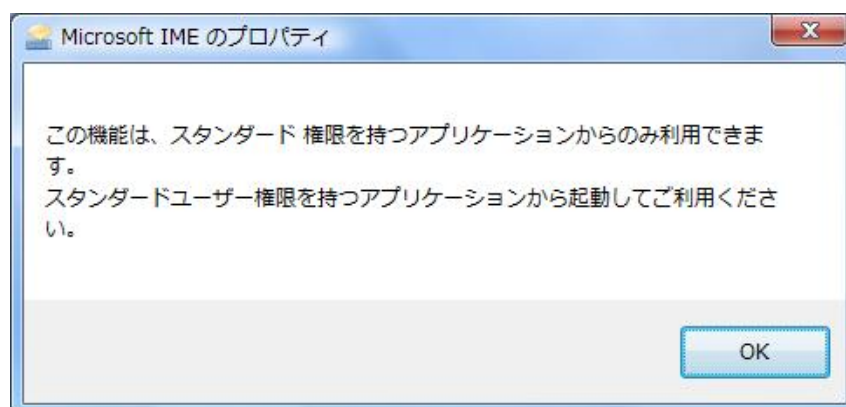 Microsoft IME のプロパティ
この機能は、スタンダード 権限を持つアプリケーションからのみ利用できま
す。
スタンダードユーザー権限を持つアプリケーションから起動してご利用くださ
い。
OK